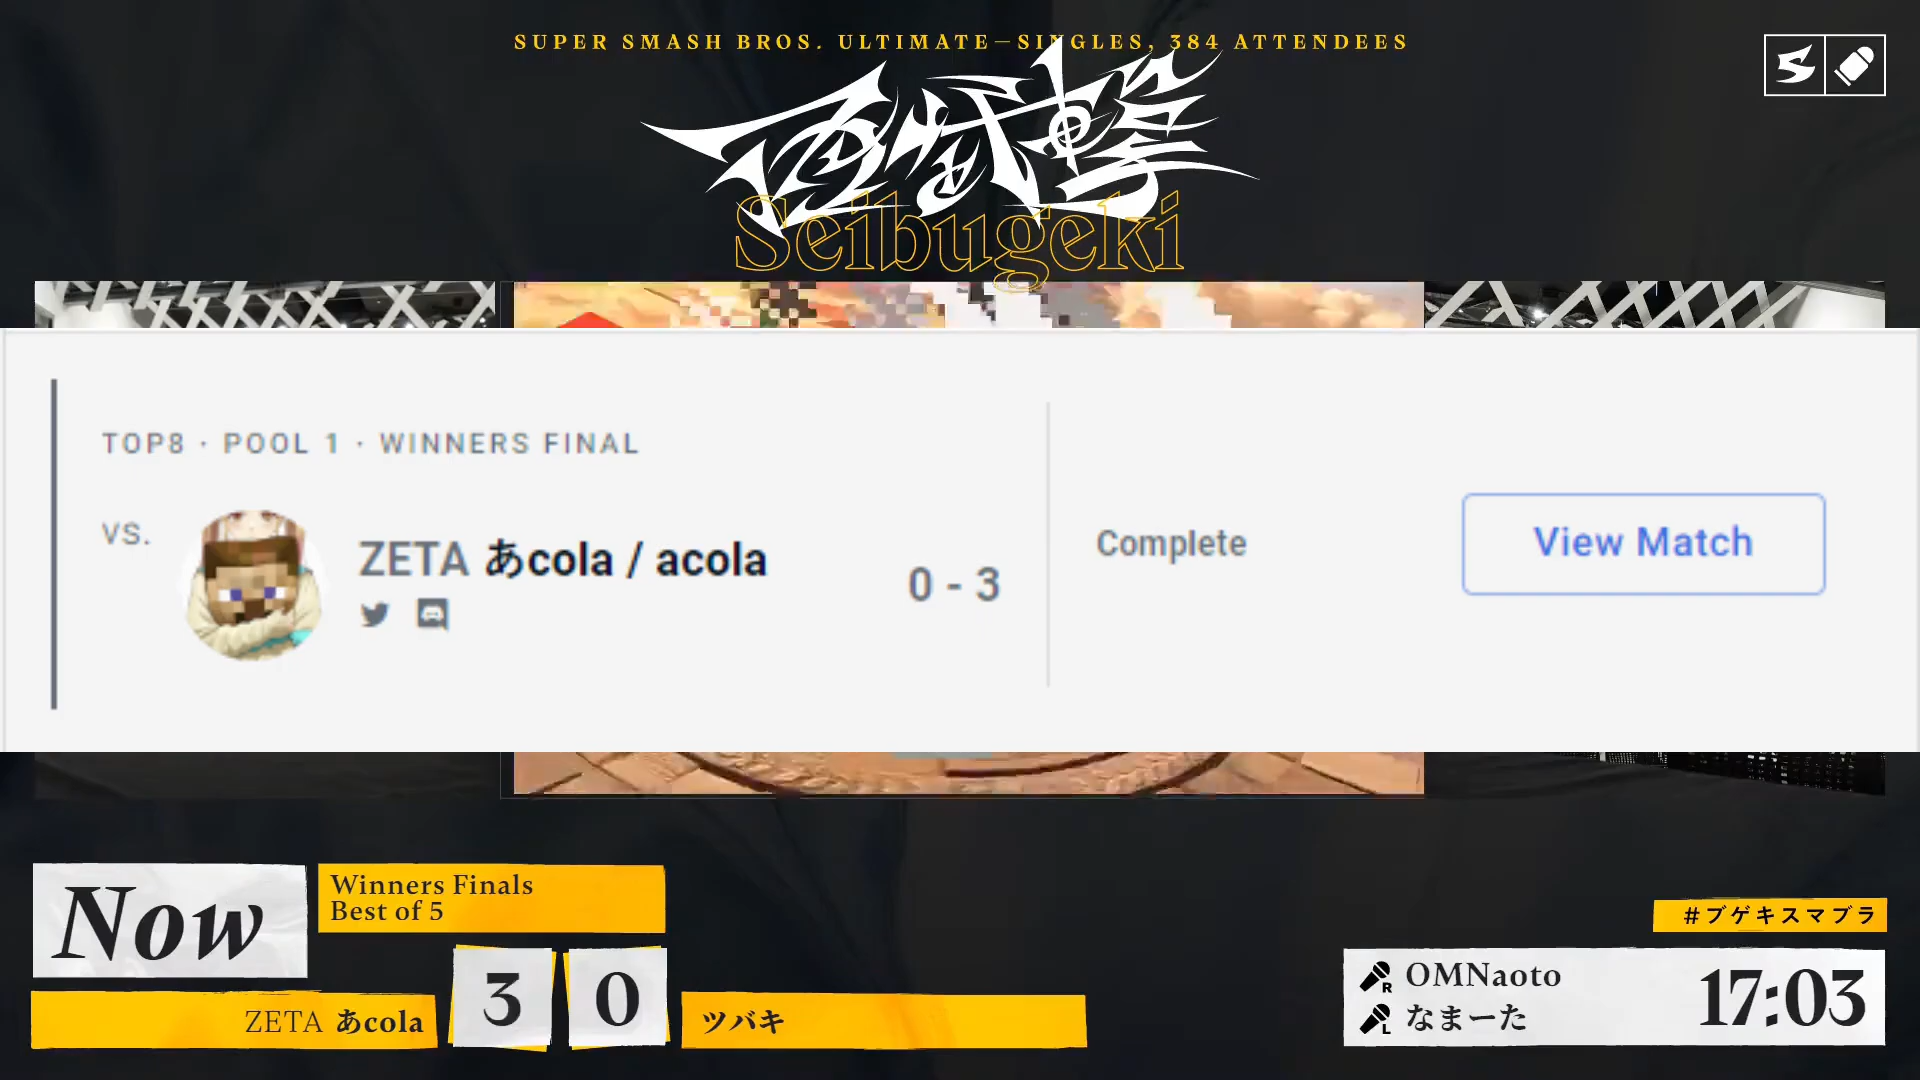 SUPER SMASH BROS. ULTIMATE—SINGLES, 384 ATTENDEES
西武撃
Seibugeki
TOP8 · POOL 1 · WINNERS FINAL
VS.
ZETA あcola / acola
0 - 3
Complete
View Match
Now
Winners Finals
Best of 5
ZETA あcola
3
0
ツバキ
#ブゲキスマブラ
R OMNaoto
L なまーた
17:03